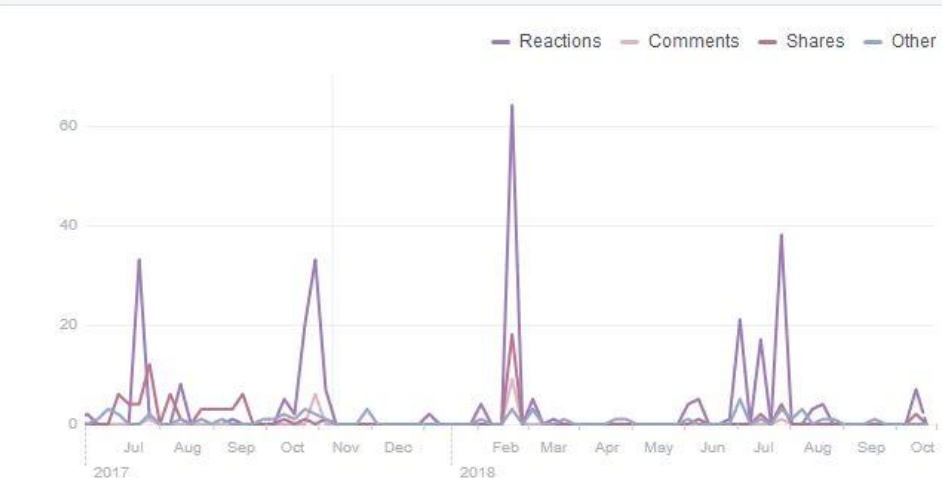 Reactions Comments Shares Other
60
40
20
0
Jul Aug Sep Oct Nov Dec Feb Mar Apr May Jun Jul Aug Sep Oct
2017 2018